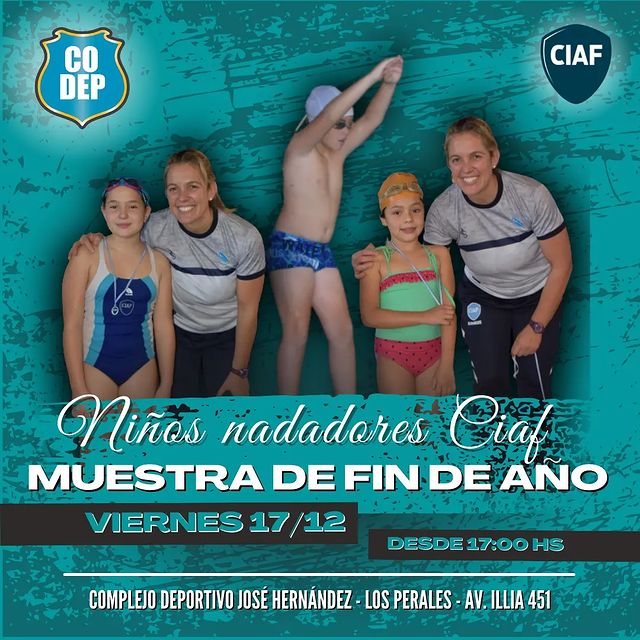 CO
DEP
CIAF
CIAF
Niños nadadores Ciaf
MUESTRA DE FIN DE AÑO
VIERNES 17/12
DESDE 17:00 HS
COMPLEJO DEPORTIVO JOSÉ HERNÁNDEZ - LOS PERALES - AV. ILLIA 451